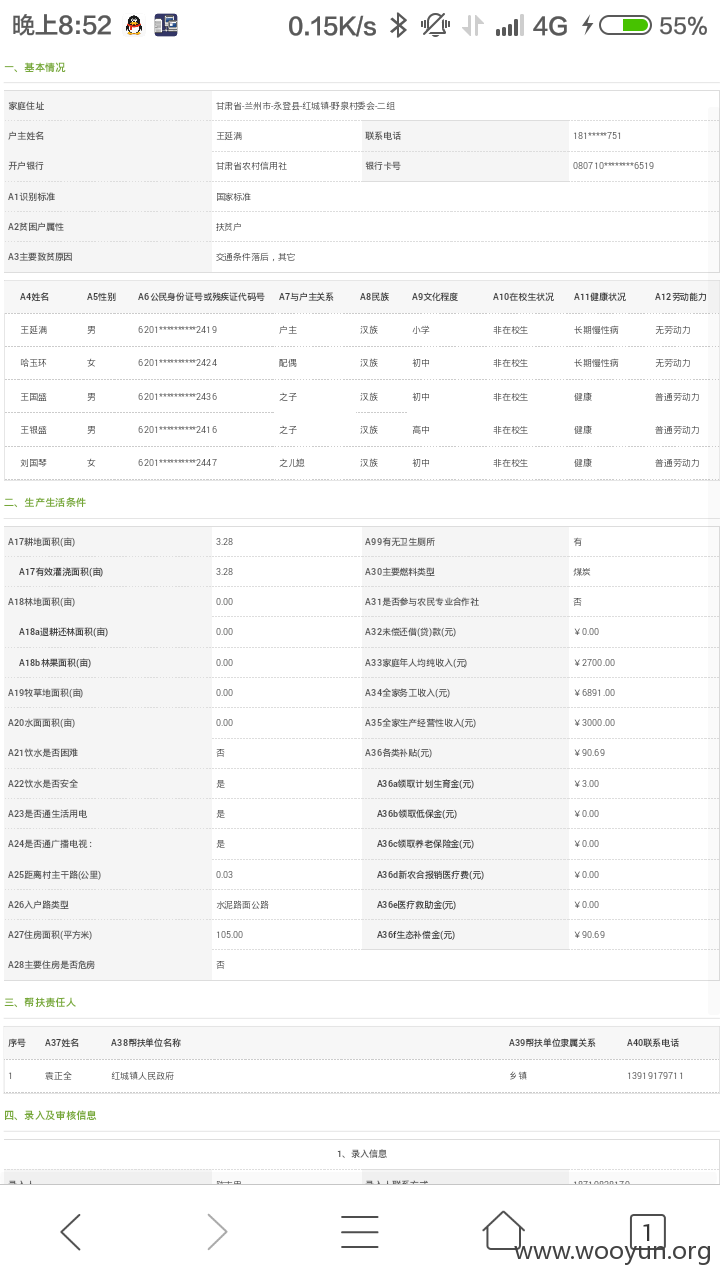 晚上8:52 0.15K/s 4G 55%
一、基本情况
家庭住址 甘肃省-兰州市-永登县-红城镇-野泉村委会-二组
户主姓名 王延满 联系电话 181*****751
开户银行 甘肃省农村信用社 银行卡号 080710********6519
A1识别标准 国家标准
A2贫困户属性 扶贫户
A3主要致贫原因 交通条件落后，其它
A4姓名 A5性别 A6公民身份证号或残疾证代码号 A7与户主关系 A8民族 A9文化程度 A10在校生状况 A11健康状况 A12劳动能力
王延满 男 6201**********2419 户主 汉族 小学 非在校生 长期慢性病 无劳动力
哈玉环 女 6201**********2424 配偶 汉族 初中 非在校生 长期慢性病 无劳动力
王国盛 男 6201**********2436 之子 汉族 初中 非在校生 健康 普通劳动力
王银盛 男 6201**********2416 之子 汉族 高中 非在校生 健康 普通劳动力
刘国琴 女 6201**********2447 之儿媳 汉族 初中 非在校生 健康 普通劳动力
二、生产生活条件
A17耕地面积(亩) 3.28 A99有无卫生厕所 有
A17有效灌浇面积(亩) 3.28 A30主要燃料类型 煤炭
A18林地面积(亩) 0.00 A31是否参与农民专业合作社 否
A18a退耕还林面积(亩) 0.00 A32未偿还借(贷)款(元) ￥0.00
A18b林果面积(亩) 0.00 A33家庭年人均纯收入(元) ￥2700.00
A19牧草地面积(亩) 0.00 A34全家务工收入(元) ￥6891.00
A20水面面积(亩) 0.00 A35全家生产经营性收入(元) ￥3000.00
A21饮水是否困难 否 A36各类补贴(元) ￥90.69
A22饮水是否安全 是 A36a领取计划生育金(元) ￥3.00
A23是否通生活用电 是 A36b领取低保金(元) ￥0.00
A24是否通广播电视： 是 A36c领取养老保险金(元) ￥0.00
A25距离村主干路(公里) 0.03 A36d新农合报销医疗费(元) ￥0.00
A26入户路类型 水泥路面公路 A36e医疗救助金(元) ￥0.00
A27住房面积(平方米) 105.00 A36f生态补偿金(元) ￥90.69
A28主要住房是否危房 否
三、帮扶责任人
序号 A37姓名 A38帮扶单位名称 A39帮扶单位隶属关系 A40联系电话
1 袁正全 红城镇人民政府 乡镇 13919179711
四、录入及审核信息
1、录入信息
1
www.wooyun.org